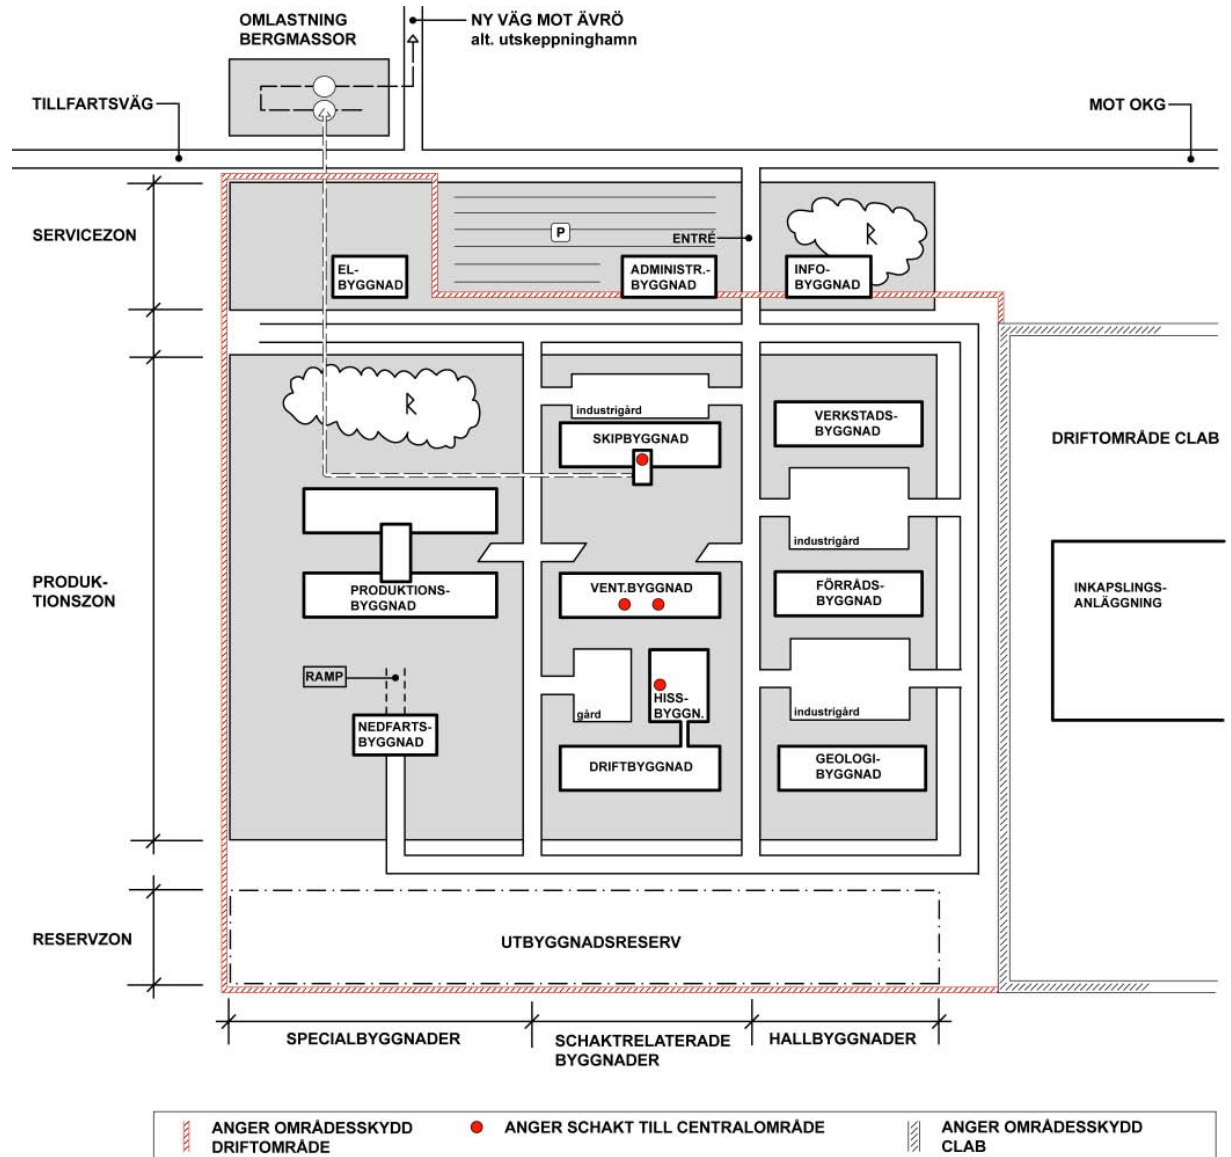 OMLASTNING
BERGMASSOR
NY VÄG MOT ÄVRÖ
alt. utskeppninghamn
TILLFARTSVÄG
MOT OKG
SERVICEZON
P
ENTRÉ
R
EL-
BYGGNAD
ADMINISTR.-
BYGGNAD
INFO-
BYGGNAD
R
industrigård
SKIPBYGGNAD
VERKSTADS-
BYGGNAD
DRIFTOMRÅDE CLAB
industrigård
PRODUK-
TIONSZON
PRODUKTIONS-
BYGGNAD
VENT.BYGGNAD
FÖRRÅDS-
BYGGNAD
INKAPSLINGS-
ANLÄGGNING
RAMP
HISS-
BYGGN.
gård
industrigård
NEDFARTS-
BYGGNAD
DRIFTBYGGNAD
GEOLOGI-
BYGGNAD
RESERVZON
UTBYGGNADSRESERV
SPECIALBYGGNADER
SCHAKTRELATERADE
BYGGNADER
HALLBYGGNADER
ANGER OMRÅDESSKYDD
DRIFTOMRÅDE
ANGER SCHAKT TILL CENTRALOMRÅDE
ANGER OMRÅDESSKYDD
CLAB